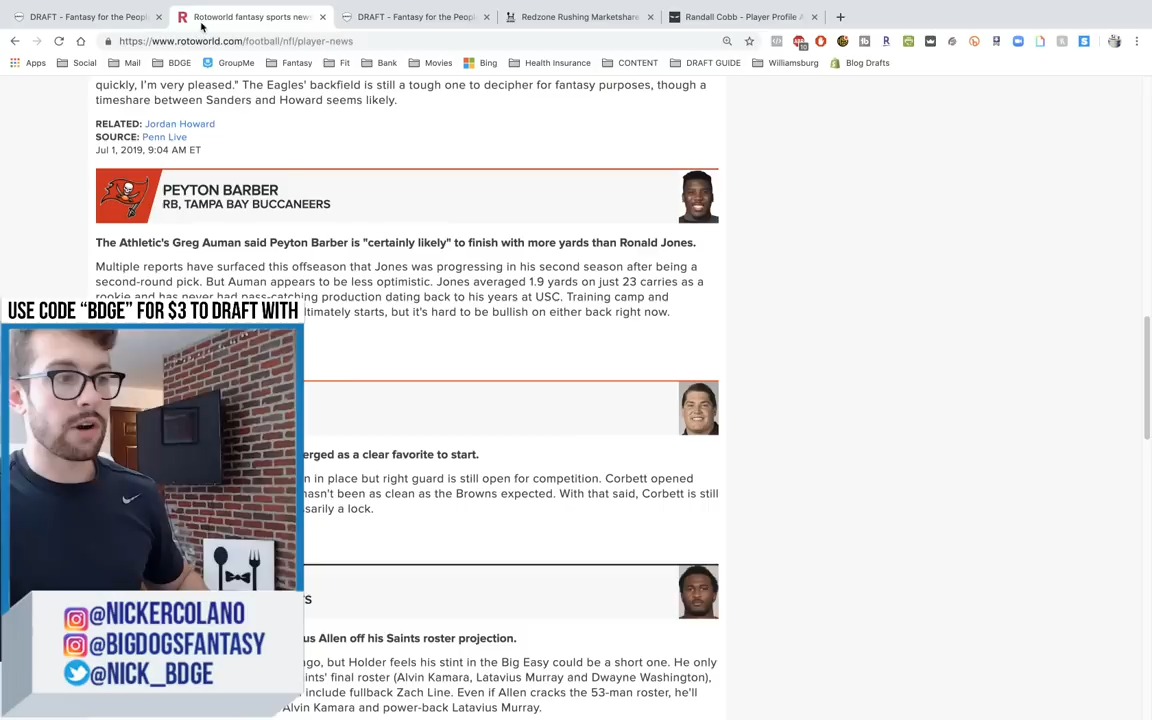 DRAFT - Fantasy for the Peopl
Rotoworld fantasy sports news
DRAFT - Fantasy for the Peopl
Redzone Rushing Marketshare
Randall Cobb - Player Profile A
https://www.rotoworld.com/football/nfl/player-news
Apps
Social
Mail
BDGE
GroupMe
Fantasy
Fit
Bank
Movies
Bing
Health Insurance
CONTENT
DRAFT GUIDE
Williamsburg
Blog Drafts
quickly, I'm very pleased." The Eagles' backfield is still a tough one to decipher for fantasy purposes, though a
timeshare between Sanders and Howard seems likely.
RELATED: Jordan Howard
SOURCE: Penn Live
Jul 1, 2019, 9:04 AM ET
PEYTON BARBER
RB, TAMPA BAY BUCCANEERS
The Athletic's Greg Auman said Peyton Barber is "certainly likely" to finish with more yards than Ronald Jones.
Multiple reports have surfaced this offseason that Jones was progressing in his second season after being a
second-round pick. But Auman appears to be less optimistic. Jones averaged 1.9 yards on just 23 carries as a
rookie and has never had pass-catching production dating back to his years at USC. Training camp and
ltimately starts, but it's hard to be bullish on either back right now.
USE CODE "BDGE" FOR $3 TO DRAFT WITH
erged as a clear favorite to start.
n in place but right guard is still open for competition. Corbett opened
hasn't been as clean as the Browns expected. With that said, Corbett is still
ssarily a lock.
TS
us Allen off his Saints roster projection.
ngo, but Holder feels his stint in the Big Easy could be a short one. He only
ints' final roster (Alvin Kamara, Latavius Murray and Dwayne Washington),
include fullback Zach Line. Even if Allen cracks the 53-man roster, he'll
Alvin Kamara and power-back Latavius Murray.
@NICKERCOLANO
@BIGDOGSFANTASY
@NICK_BDGE